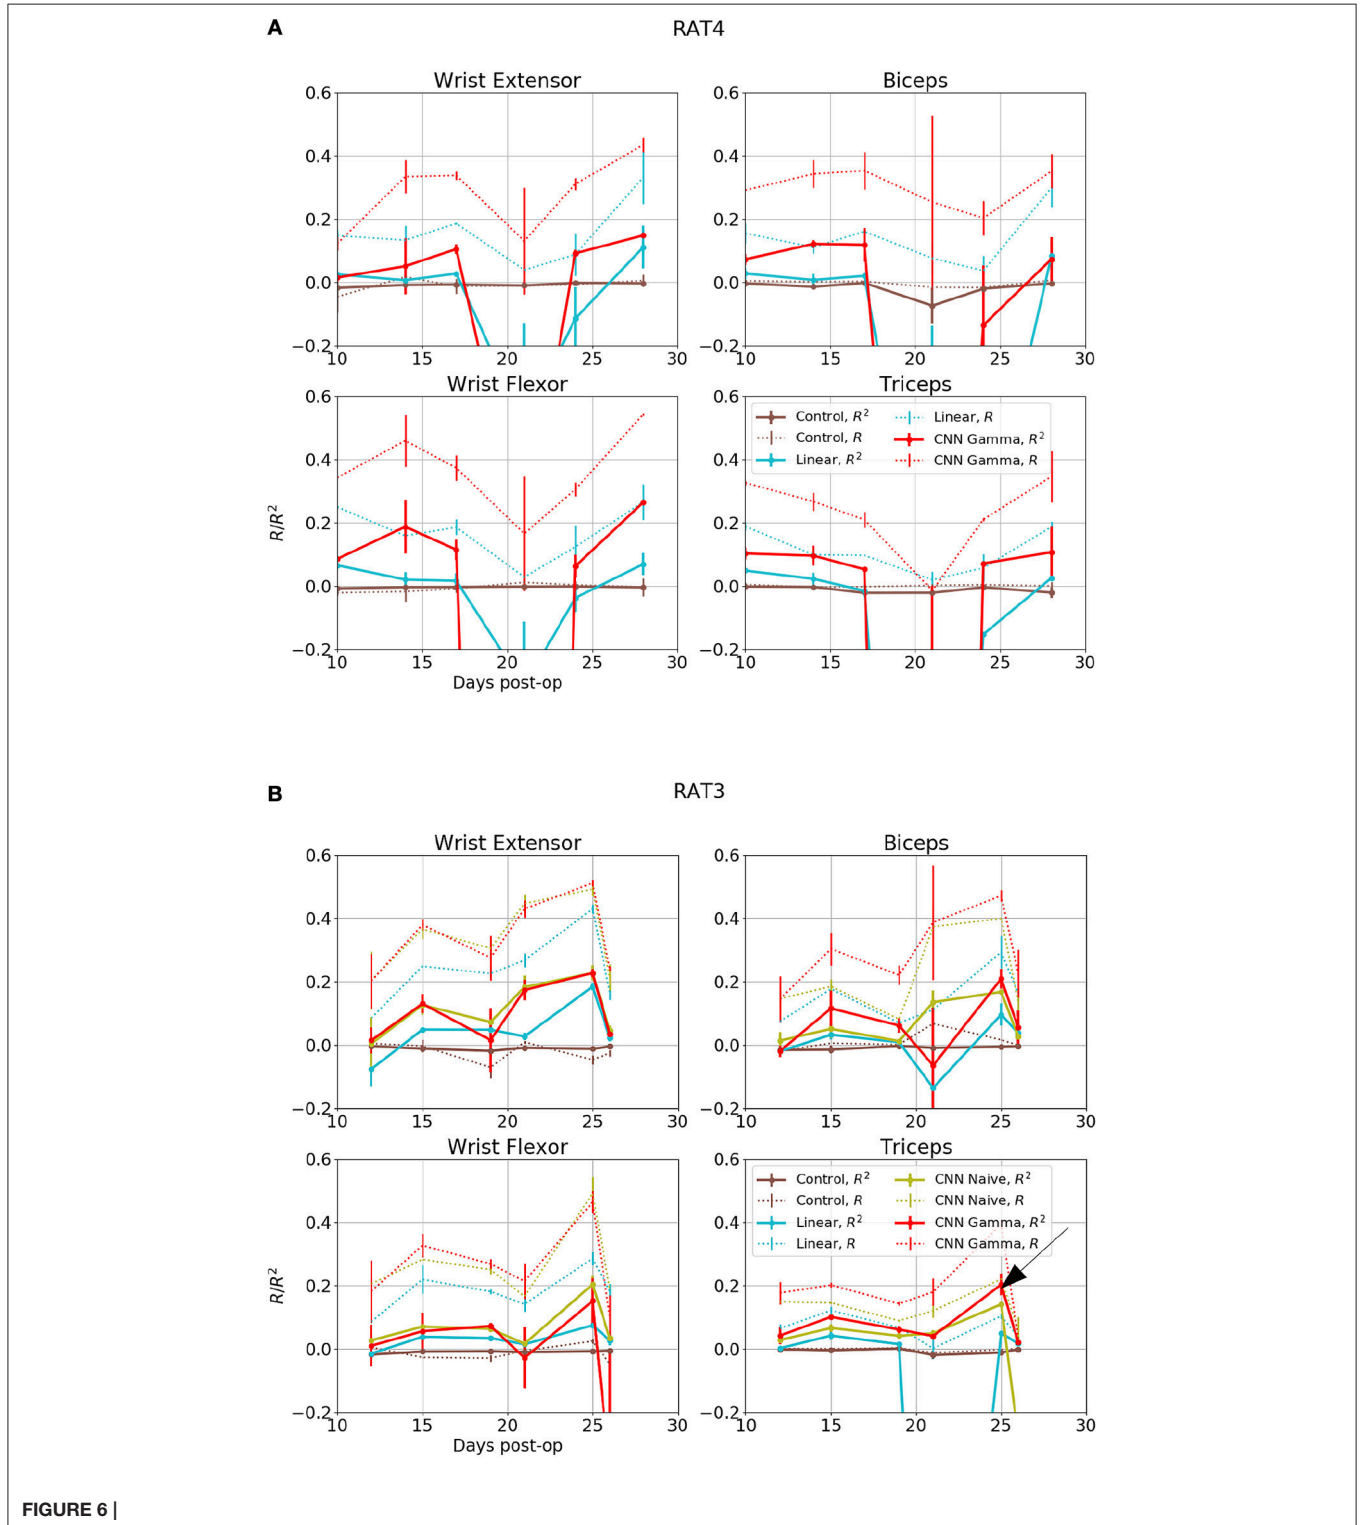 A
RAT4
Wrist Extensor
0.6
0.4
0.2
0.0
−0.2
10 15 20 25 30
Biceps
0.6
0.4
0.2
0.0
−0.2
10 15 20 25 30
Wrist Flexor
0.6
0.4
0.2
0.0
−0.2
10 15 20 25 30
R/R²
Days post-op
Triceps
0.6
0.4
0.2
0.0
−0.2
10 15 20 25 30
Control, R²
Control, R
Linear, R²
Linear, R
CNN Gamma, R²
CNN Gamma, R
B
RAT3
Wrist Extensor
0.6
0.4
0.2
0.0
−0.2
10 15 20 25 30
Biceps
0.6
0.4
0.2
0.0
−0.2
10 15 20 25 30
Wrist Flexor
0.6
0.4
0.2
0.0
−0.2
10 15 20 25 30
R/R²
Days post-op
Triceps
0.6
0.4
0.2
0.0
−0.2
10 15 20 25 30
Control, R²
Control, R
Linear, R²
Linear, R
CNN Naive, R²
CNN Naive, R
CNN Gamma, R²
CNN Gamma, R
FIGURE 6 |